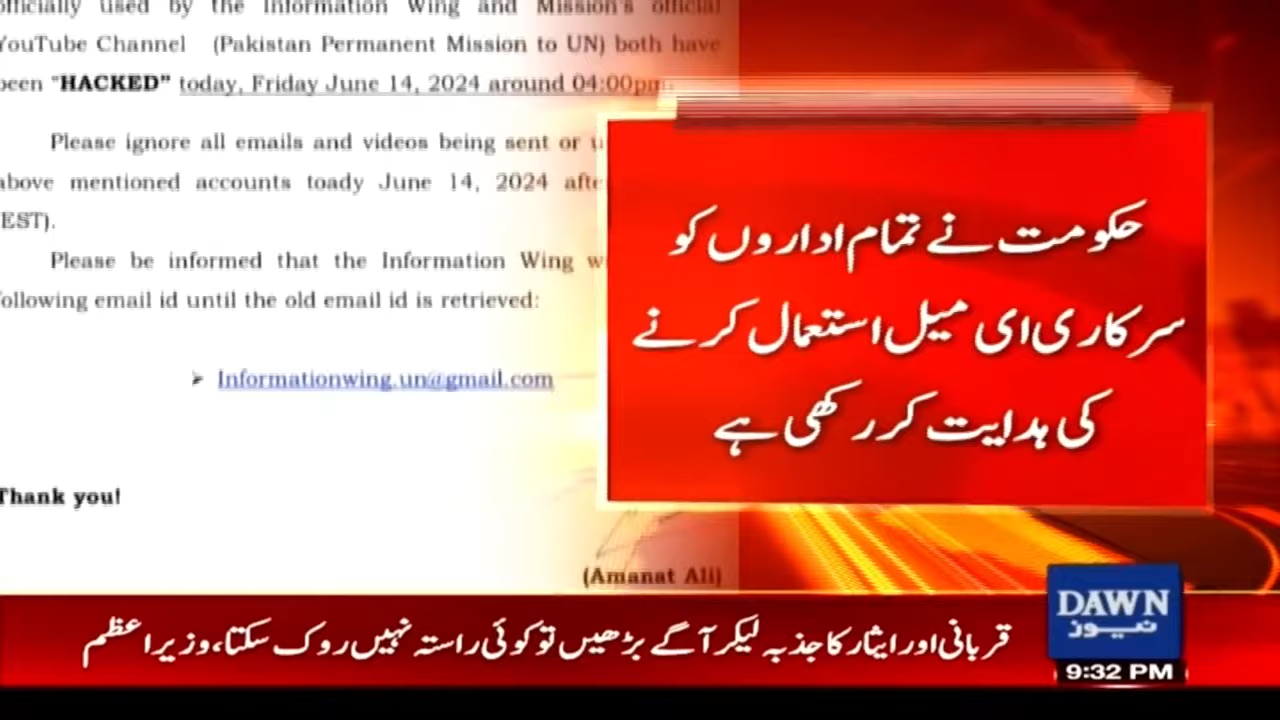 officially used by the Information Wing and Mission's official
YouTube Channel (Pakistan Permanent Mission to UN) both have
been "HACKED" today, Friday June 14, 2024 around 04:00pm.
Please ignore all emails and videos being sent or
above mentioned accounts toady June 14, 2024
EST).
Please be informed that the Information Wing
following email id until the old email id is retrieved:
➢ Informationwing.un@gmail.com
Thank you!
(Amanat Ali)
حکومت نے تمام اداروں کو
سرکاری ای میل استعمال کرنے
کی ہدایت کر رکھی ہے
قربانی اور ایثار کا جذبہ لیکر آگے بڑھیں تو کوئی راستہ نہیں روک سکتا، وزیراعظم
DAWN
نیوز
9:32 PM